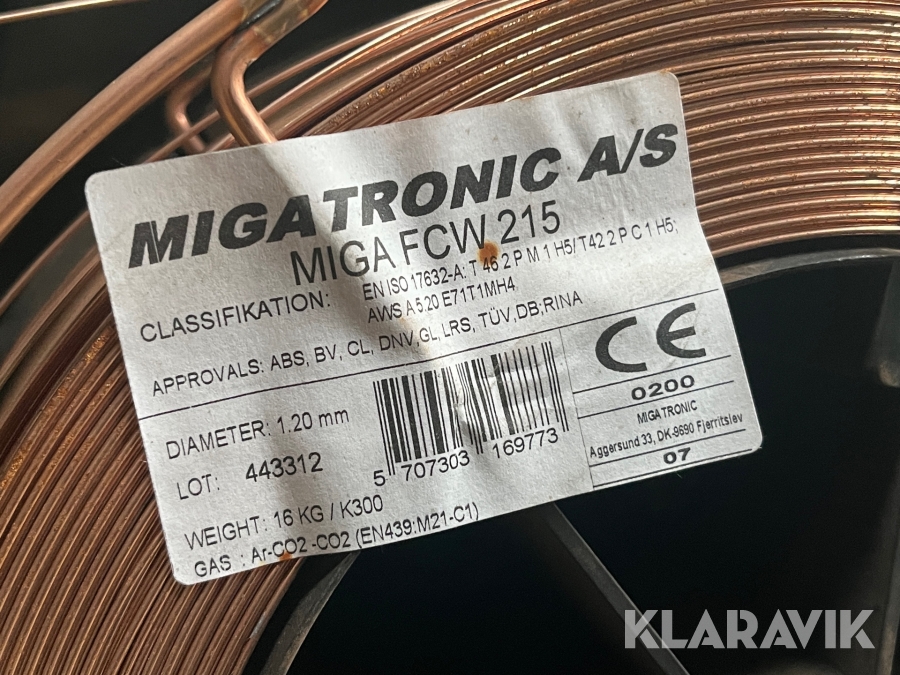 MIGATRONIC A/S
MIGA FCW 215
CLASSIFIKATION: EN ISO 17632-A: T 46 2 P M 1 H5/T42 2 P C 1 H5;
AWS A 5.20 E71T1MH4
APPROVALS: ABS, BV, CL, DNV,GL,LRS, TÜV,DB;RINA
DIAMETER: 1.20 mm
LOT: 443312
5 707303 169773
WEIGHT: 16 KG / K300
GAS : Ar-CO2 -CO2 (EN439:M21-C1)
CE
0200
MIGATRONIC
Aggersund 33, DK-9690 Fjerritslev
07
KLARAVIK